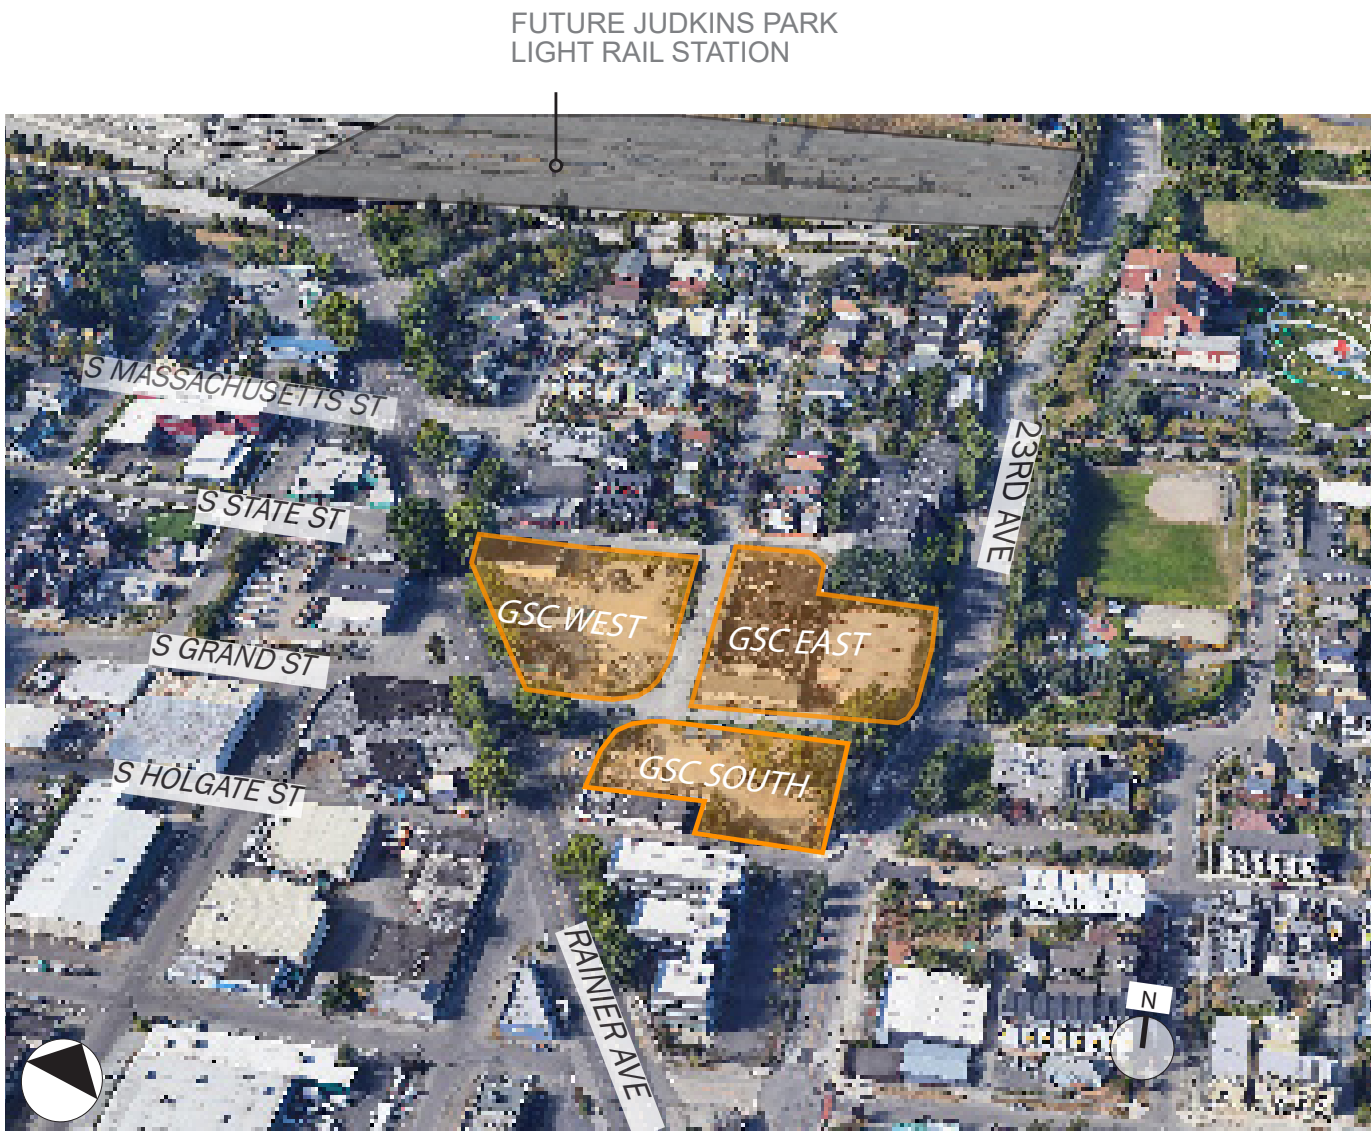 FUTURE JUDKINS PARK
LIGHT RAIL STATION
S MASSACHUSETTS ST
23RD AVE
S STATE ST
GSC WEST
GSC EAST
S GRAND ST
GSC SOUTH
S HOLGATE ST
RAINIER AVE
N